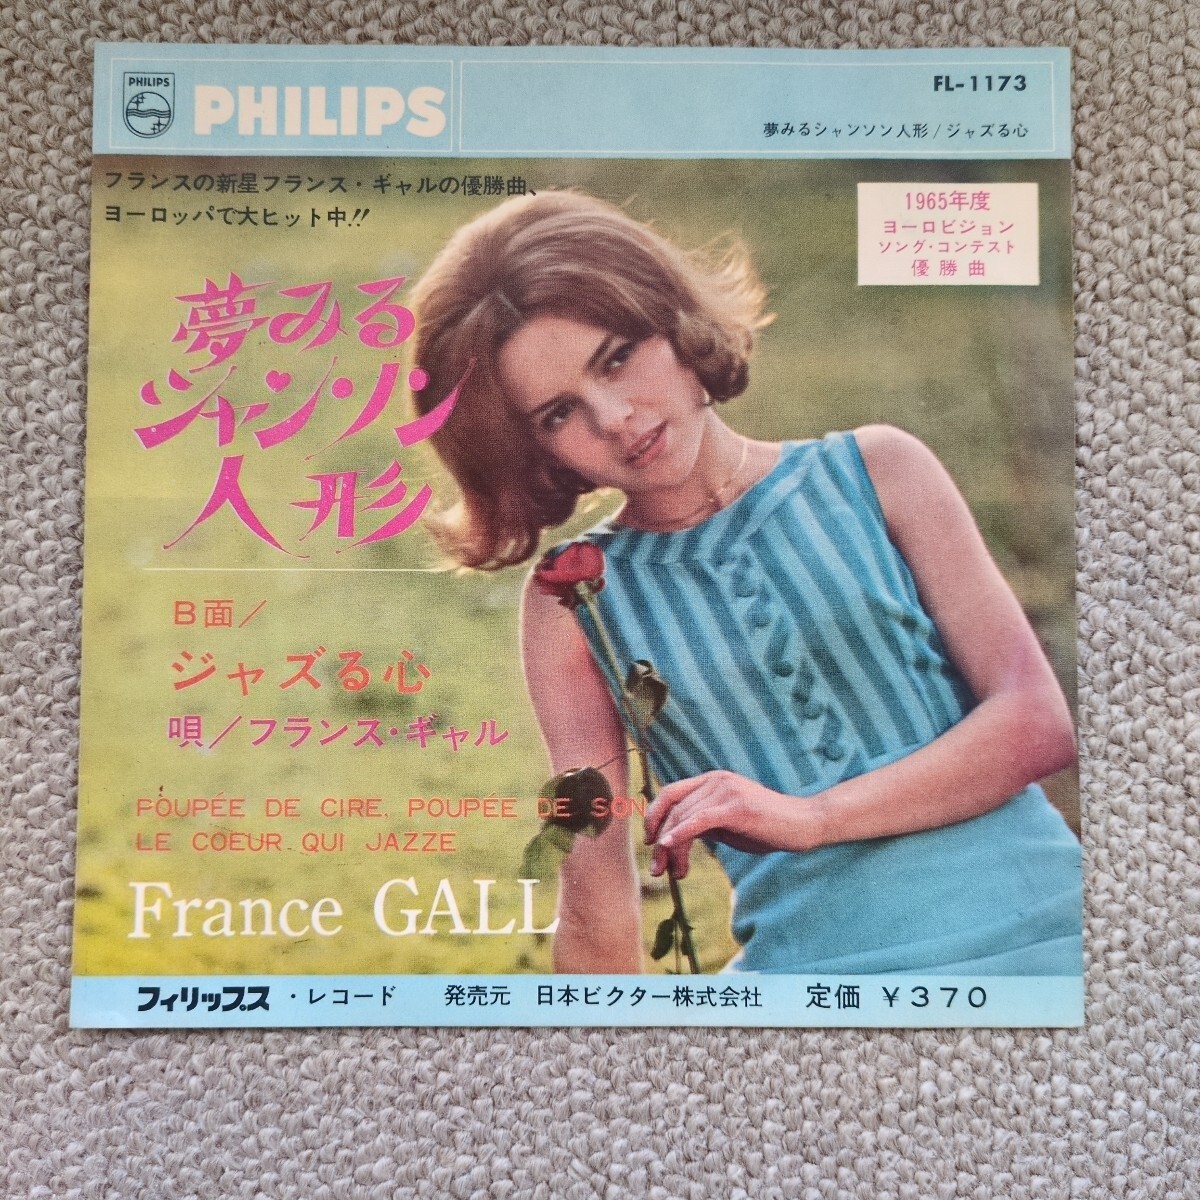 PHILIPS
PHILIPS
FL-1173
夢みるシャンソン人形/ジャズる心
フランスの新星フランス・ギャルの優勝曲、
ヨーロッパで大ヒット中!!
1965年度
ヨーロビジョン
ソング・コンテスト
優勝曲
夢みる
シャンソン
人形
B面/
ジャズる心
唄/フランス・ギャル
POUPÉE DE CIRE, POUPÉE DE SON
LE COEUR QUI JAZZE
France GALL
フィリップス・レコード 発売元 日本ビクター株式会社 定価 ¥370